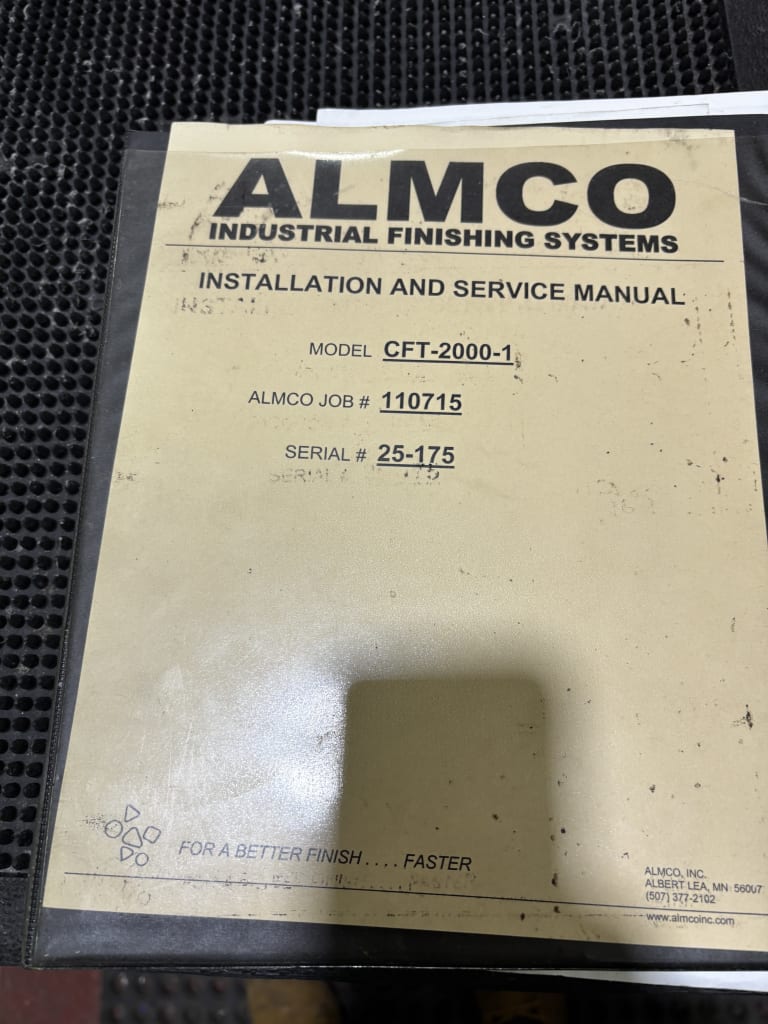 ALMCO
INDUSTRIAL FINISHING SYSTEMS
INSTALLATION AND SERVICE MANUAL
MODEL CFT-2000-1
ALMCO JOB # 110715
SERIAL # 25-175
SERIAL #
FOR A BETTER FINISH .... FASTER
ALMCO, INC.
ALBERT LEA, MN 56007
(507) 377-2102
www.almcoinc.com